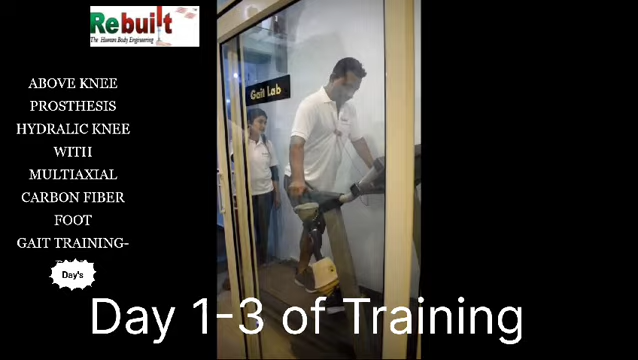 Rebuilt
The Human Body Engineering
ABOVE KNEE
PROSTHESIS
HYDRALIC KNEE
WITH
MULTIAXIAL
CARBON FIBER
FOOT
GAIT TRAINING-
Day's
Gait Lab
Day 1-3 of Training